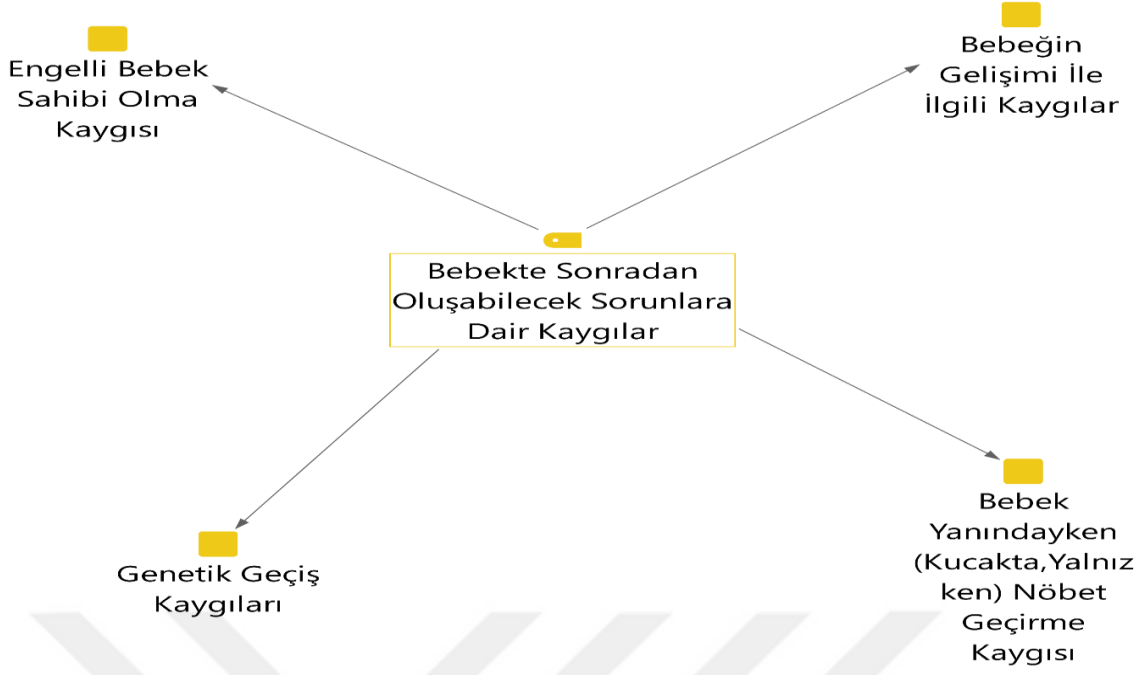 Engelli Bebek
Sahibi Olma
Kaygısı
Bebeğin
Gelişimi İle
İlgili Kaygılar
Bebekte Sonradan
Oluşabilecek Sorunlara
Dair Kaygılar
Genetik Geçiş
Kaygıları
Bebek
Yanındayken
(Kucakta,Yalnız
ken) Nöbet
Geçirme
Kaygısı